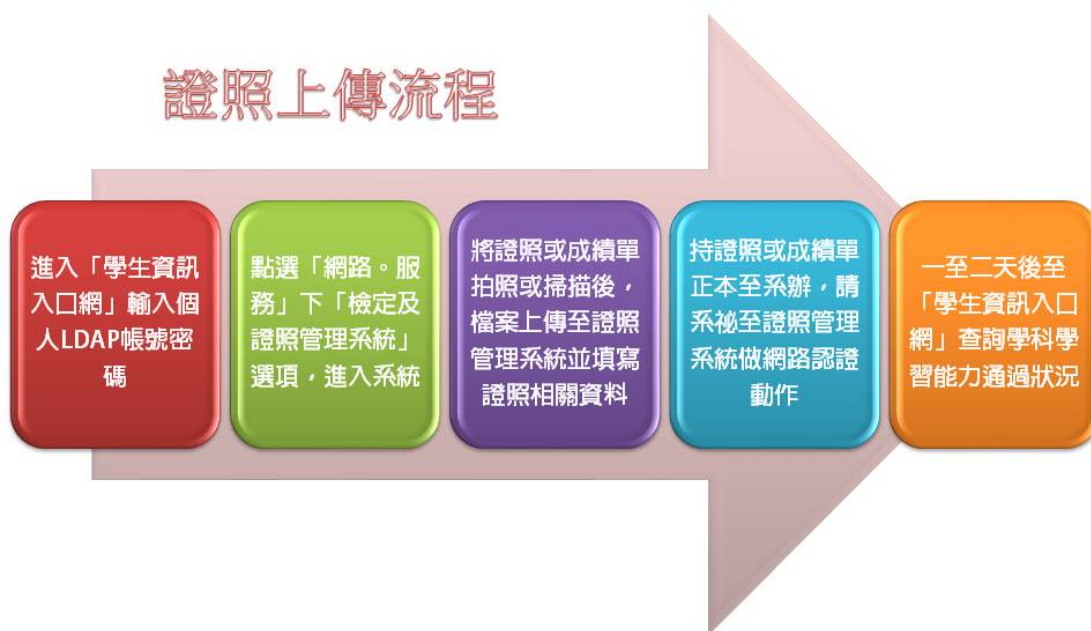 證照上傳流程
進入「學生資訊
入口網」輸入個
人LDAP帳號密
碼
點選「網路。服
務」下「檢定及
證照管理系統」
選項，進入系統
將證照或成績單
拍照或掃描後，
檔案上傳至證照
管理系統並填寫
證照相關資料
持證照或成績單
正本至系辦，請
系祕至證照管理
系統做網路認證
動作
一至二天後至
「學生資訊入口
網」查詢學科學
習能力通過狀況